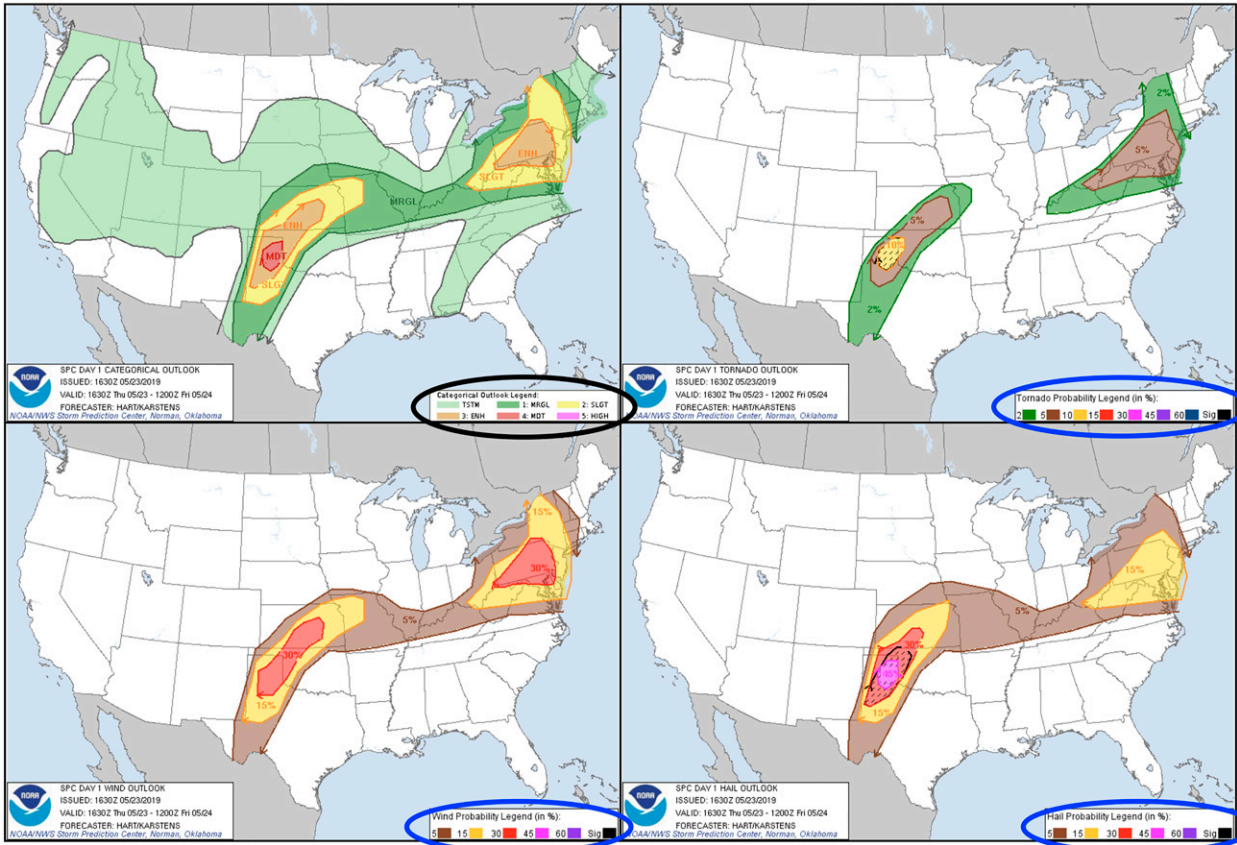 ENH
SLGT
MRGL
ENH
MDT
SLG
NOAA
SPC DAY 1 CATEGORICAL OUTLOOK
ISSUED: 1630Z 05/23/2019
VALID: 1630Z Thu 05/23 - 1200Z Fri 05/24
FORECASTER: HART/KARSTENS
NOAA/NWS Storm Prediction Center, Norman, Oklahoma
Categorical Outlook Legend:
TSTM 1: MRGL 2: SLGT
3: ENH 4: MDT 5: HIGH
2%
5%
5%
10%
2%
NOAA
SPC DAY 1 TORNADO OUTLOOK
ISSUED: 1630Z 05/23/2019
VALID: 1630Z Thu 05/23 - 1200Z Fri 05/24
FORECASTER: HART/KARSTENS
NOAA/NWS Storm Prediction Center, Norman, Oklahoma
Tornado Probability Legend (in %):
2 5 10 15 30 45 60 Sig
15%
30%
5%
30%
15%
NOAA
SPC DAY 1 WIND OUTLOOK
ISSUED: 1630Z 05/23/2019
VALID: 1630Z Thu 05/23 - 1200Z Fri 05/24
FORECASTER: HART/KARSTENS
NOAA/NWS Storm Prediction Center, Norman, Oklahoma
Wind Probability Legend (in %):
5 15 30 45 60 Sig
15%
5%
30%
45%
15%
NOAA
SPC DAY 1 HAIL OUTLOOK
ISSUED: 1630Z 05/23/2019
VALID: 1630Z Thu 05/23 - 1200Z Fri 05/24
FORECASTER: HART/KARSTENS
NOAA/NWS Storm Prediction Center, Norman, Oklahoma
Hail Probability Legend (in %):
5 15 30 45 60 Sig